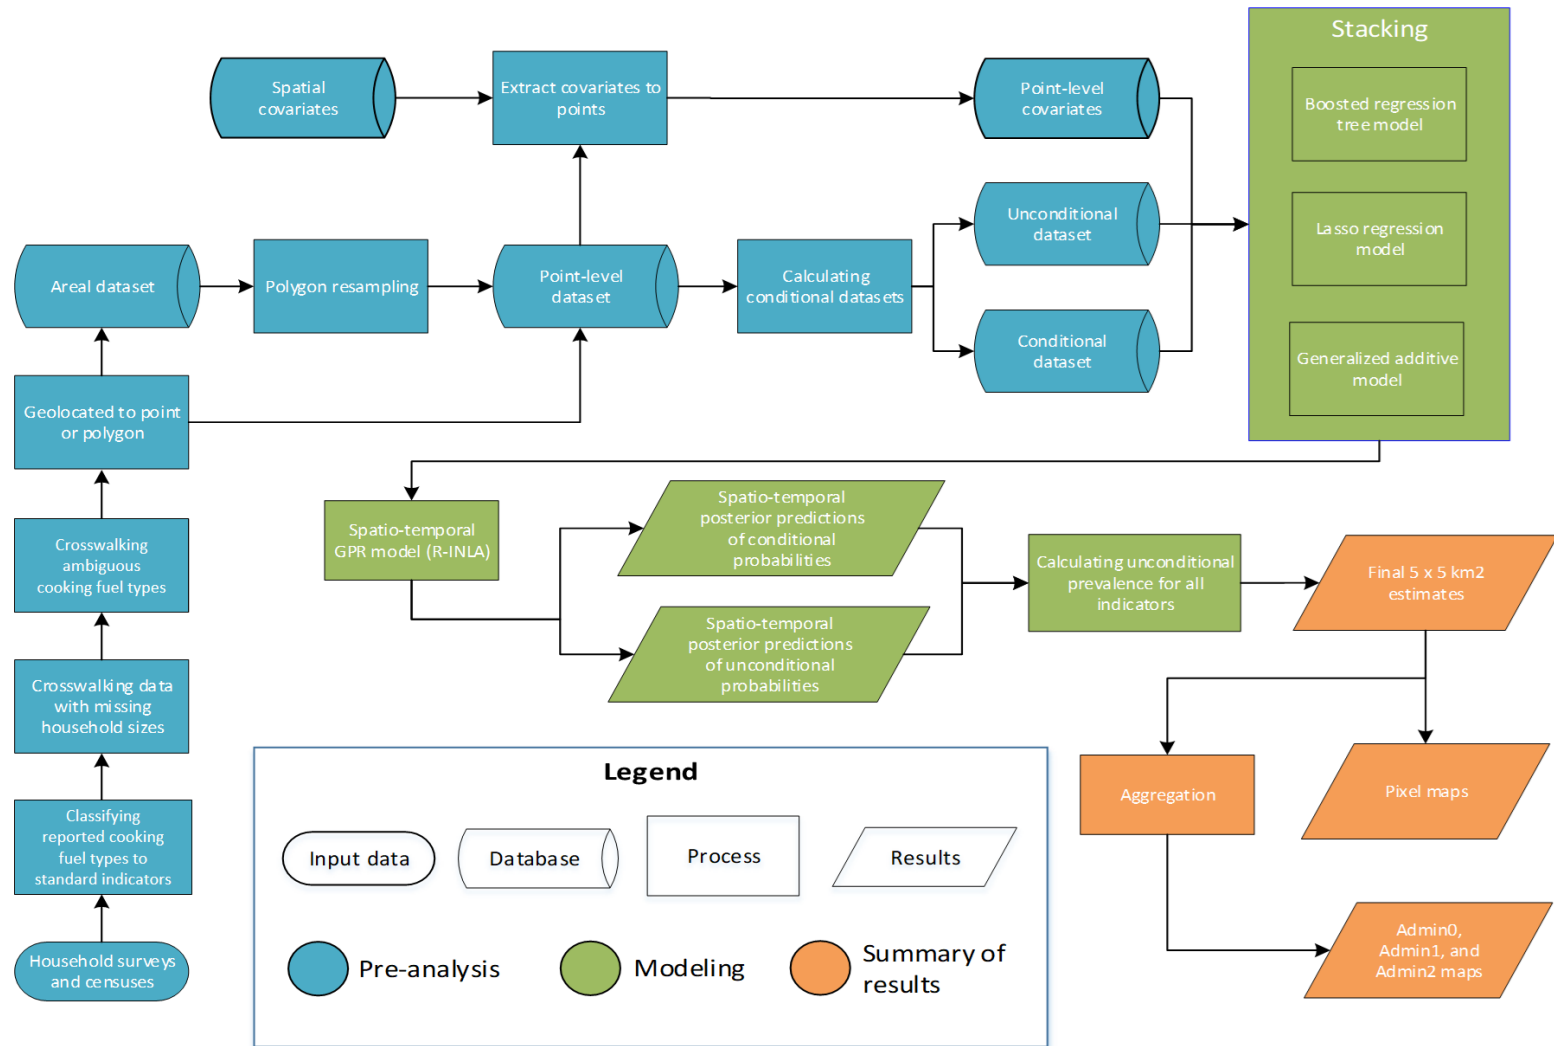 Stacking
Spatial
covariates
Extract covariates to
points
Point-level
covariates
Boosted regression
tree model
Unconditional
dataset
Lasso regression
model
Areal dataset
Polygon resampling
Point-level
dataset
Calculating
conditional datasets
Conditional
dataset
Generalized additive
model
Geolocated to point
or polygon
Spatio-temporal
GPR model (R-INLA)
Spatio-temporal
posterior predictions
of conditional
probabilities
Spatio-temporal
posterior predictions
of unconditional
probabilities
Calculating unconditional
prevalence for all
indicators
Final 5 x 5 km2
estimates
Crosswalking
ambiguous
cooking fuel types
Crosswalking data
with missing
household sizes
Classifying
reported cooking
fuel types to
standard indicators
Household surveys
and censuses
Aggregation
Pixel maps
Admin0,
Admin1, and
Admin2 maps
Legend
Input data
Database
Process
Results
Pre-analysis
Modeling
Summary of
results